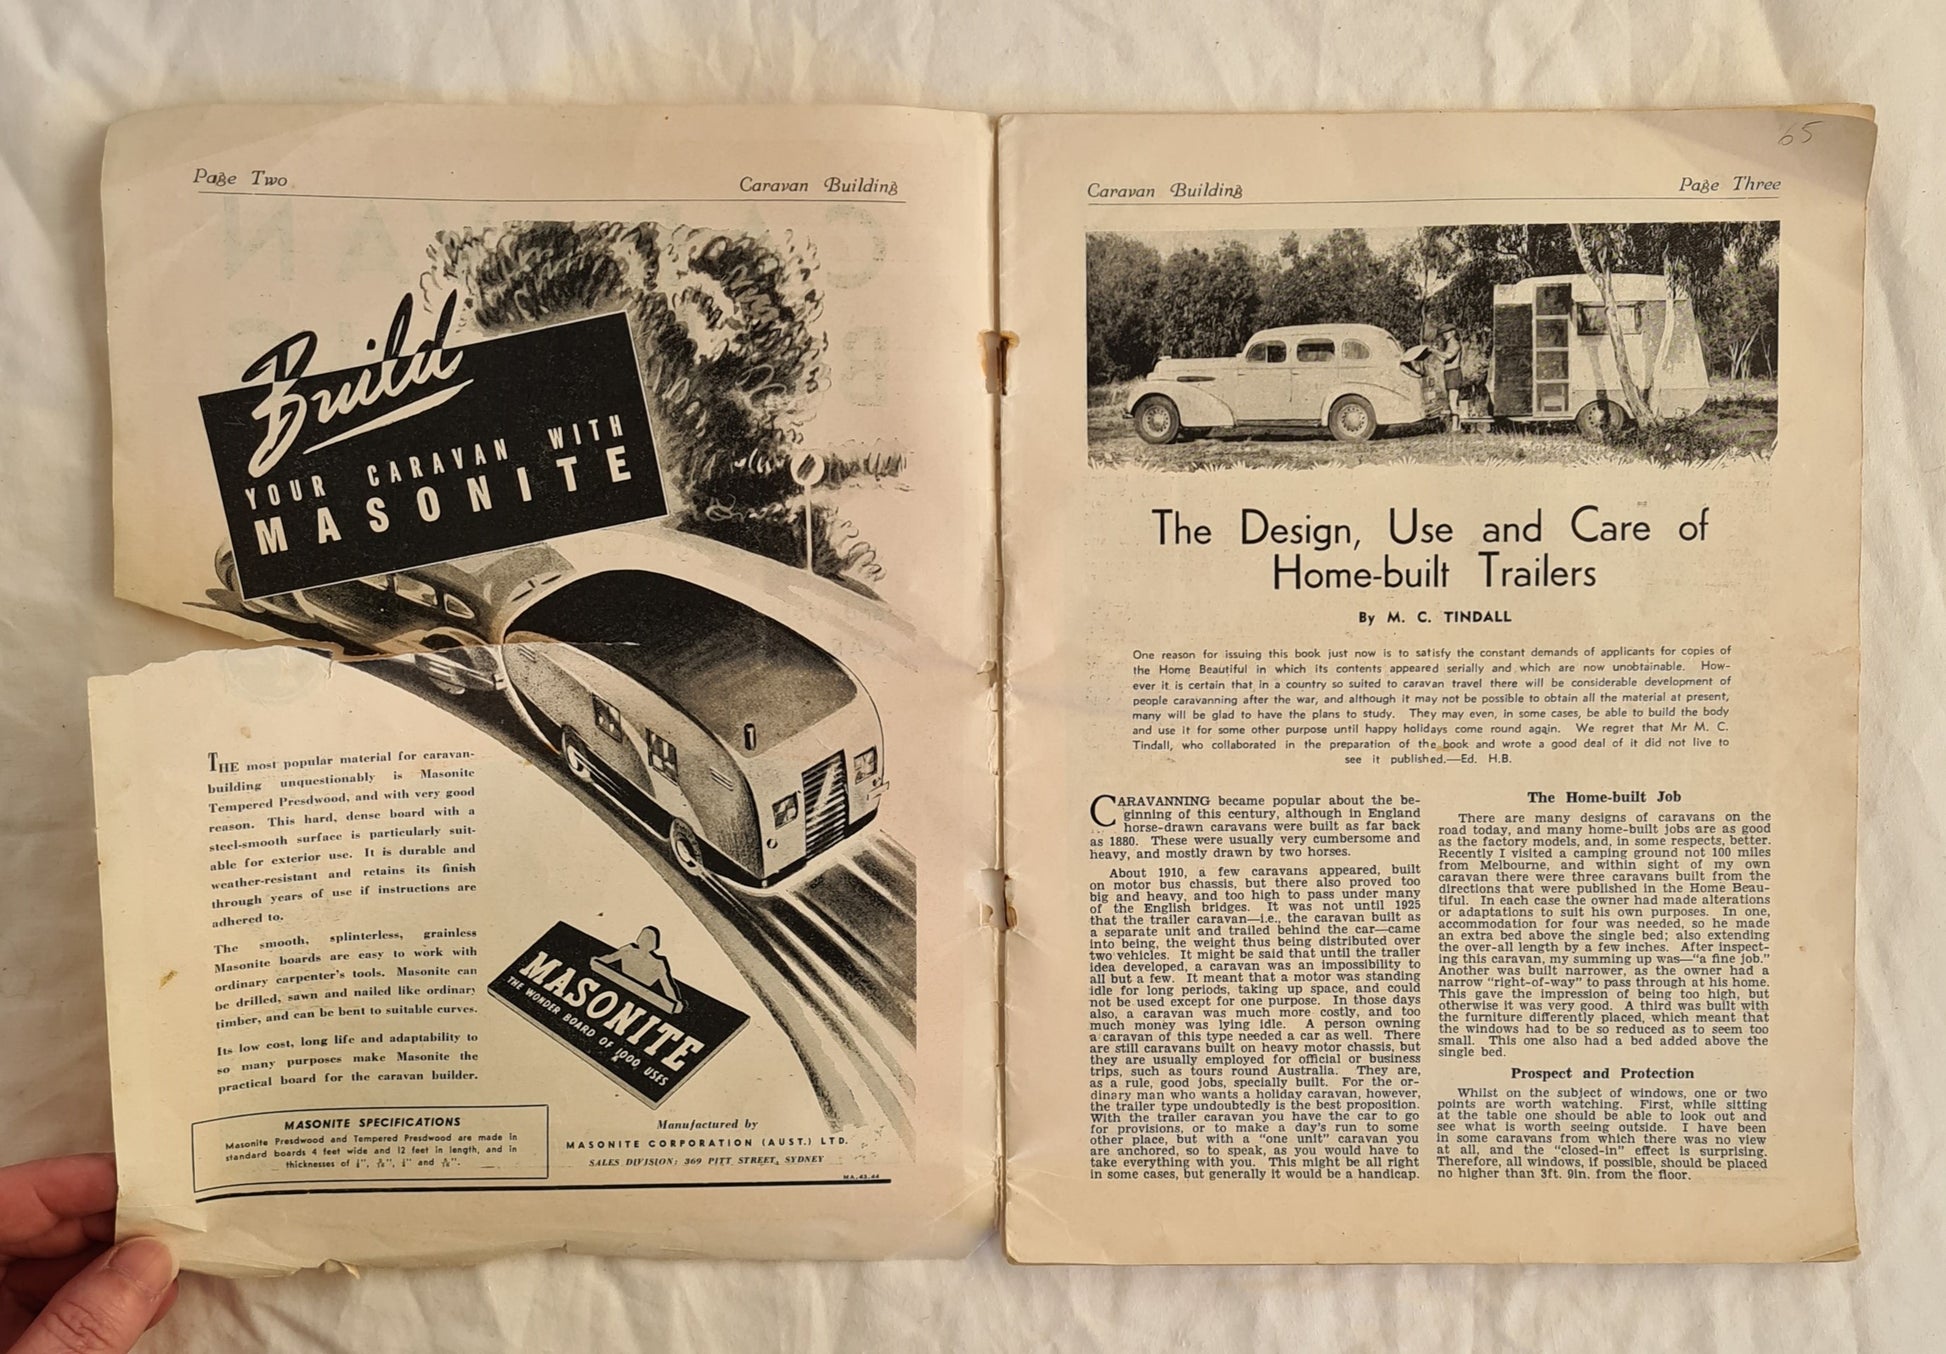 Page Two
Caravan Building
Build
YOUR CARAVAN WITH
MASONITE
THE most popular material for caravan-
building unquestionably is Masonite
Tempered Presdwood, and with very good
reason. This hard, dense board with a
steel-smooth surface is particularly suit-
able for exterior use. It is durable and
weather-resistant and retains its finish
through years of use if instructions are
adhered to.
The smooth, splinterless, grainless
Masonite boards are easy to work with
ordinary carpenter's tools. Masonite can
be drilled, sawn and nailed like ordinary
timber, and can be bent to suitable curves.
Its low cost, long life and adaptability to
so many purposes make Masonite the
practical board for the caravan builder.
MASONITE
THE WONDER BOARD OF 1000 USES
MASONITE SPECIFICATIONS
Masonite Presdwood and Tempered Presdwood are made in
standard boards 4 feet wide and 12 feet in length, and in
thicknesses of
Manufactured by
MASONITE CORPORATION (AUST.) LTD.
SALES DIVISION: 369 PITT STREET, SYDNEY
65
Caravan Building
Page Three
The Design, Use and Care of
Home-built Trailers
By M. C. TINDALL
One reason for issuing this book just now is to satisfy the constant demands of applicants for copies of
the Home Beautiful in which its contents appeared serially and which are now unobtainable. How-
ever it is certain that in a country so suited to caravan travel there will be considerable development of
people caravanning after the war, and although it may not be possible to obtain all the material at present,
many will be glad to have the plans to study. They may even, in some cases, be able to build the body
and use it for some other purpose until happy holidays come round again. We regret that Mr M. C.
Tindall, who collaborated in the preparation of the book and wrote a good deal of it did not live to
see it published.—Ed. H.B.
CARAVANNING became popular about the be-
ginning of this century, although in England
horse-drawn caravans were built as far back
as 1880. These were usually very cumbersome and
heavy, and mostly drawn by two horses.
About 1910, a few caravans appeared, built
on motor bus chassis, but there also proved too
big and heavy, and too high to pass under many
of the English bridges. It was not until 1925
that the trailer caravan—i.e., the caravan built as
a separate unit and trailed behind the car—came
into being, the weight thus being distributed over
two vehicles. It might be said that until the trailer
idea developed, a caravan was an impossibility to
all but a few. It meant that a motor was standing
idle for long periods, taking up space, and could
not be used except for one purpose. In those days
also, a caravan was much more costly, and too
much money was lying idle. A person owning
a caravan of this type needed a car as well. There
are still caravans built on heavy motor chassis, but
they are usually employed for official or business
trips, such as tours round Australia. They are,
as a rule, good jobs, specially built. For the or-
dinary man who wants a holiday caravan, however,
the trailer type undoubtedly is the best proposition.
With the trailer caravan you have the car to go
for provisions, or to make a day's run to some
other place, but with a "one unit" caravan you
are anchored, so to speak, as you would have to
take everything with you. This might be all right
in some cases, but generally it would be a handicap.
The Home-built Job
There are many designs of caravans on the
road today, and many home-built jobs are as good
as the factory models, and, in some respects, better.
Recently I visited a camping ground not 100 miles
from Melbourne, and within sight of my own
caravan there were three caravans built from the
directions that were published in the Home Beau-
tiful. In each case the owner had made alterations
or adaptations to suit his own purposes. In one,
accommodation for four was needed, so he made
an extra bed above the single bed; also extending
the over-all length by a few inches. After inspect-
ing this caravan, my summing up was—"a fine job."
Another was built narrower, as the owner had a
narrow "right-of-way" to pass through at his home.
This gave the impression of being too high, but
otherwise it was very good. A third was built with
the furniture differently placed, which meant that
the windows had to be so reduced as to seem too
small. This one also had a bed added above the
single bed.
Prospect and Protection
Whilst on the subject of windows, one or two
points are worth watching. First, while sitting
at the table one should be able to look out and
see what is worth seeing outside. I have been
in some caravans from which there was no view
at all, and the "closed-in" effect is surprising.
Therefore, all windows, if possible, should be placed
no higher than 3ft. 9in. from the floor.